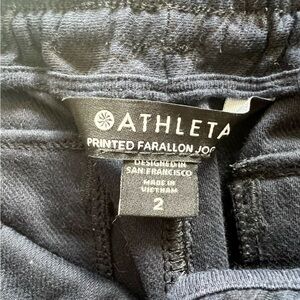 ATHLETA
PRINTED FARALLON JOG
DESIGNED IN
SAN FRANCISCO
MADE IN
VIETNAM
2